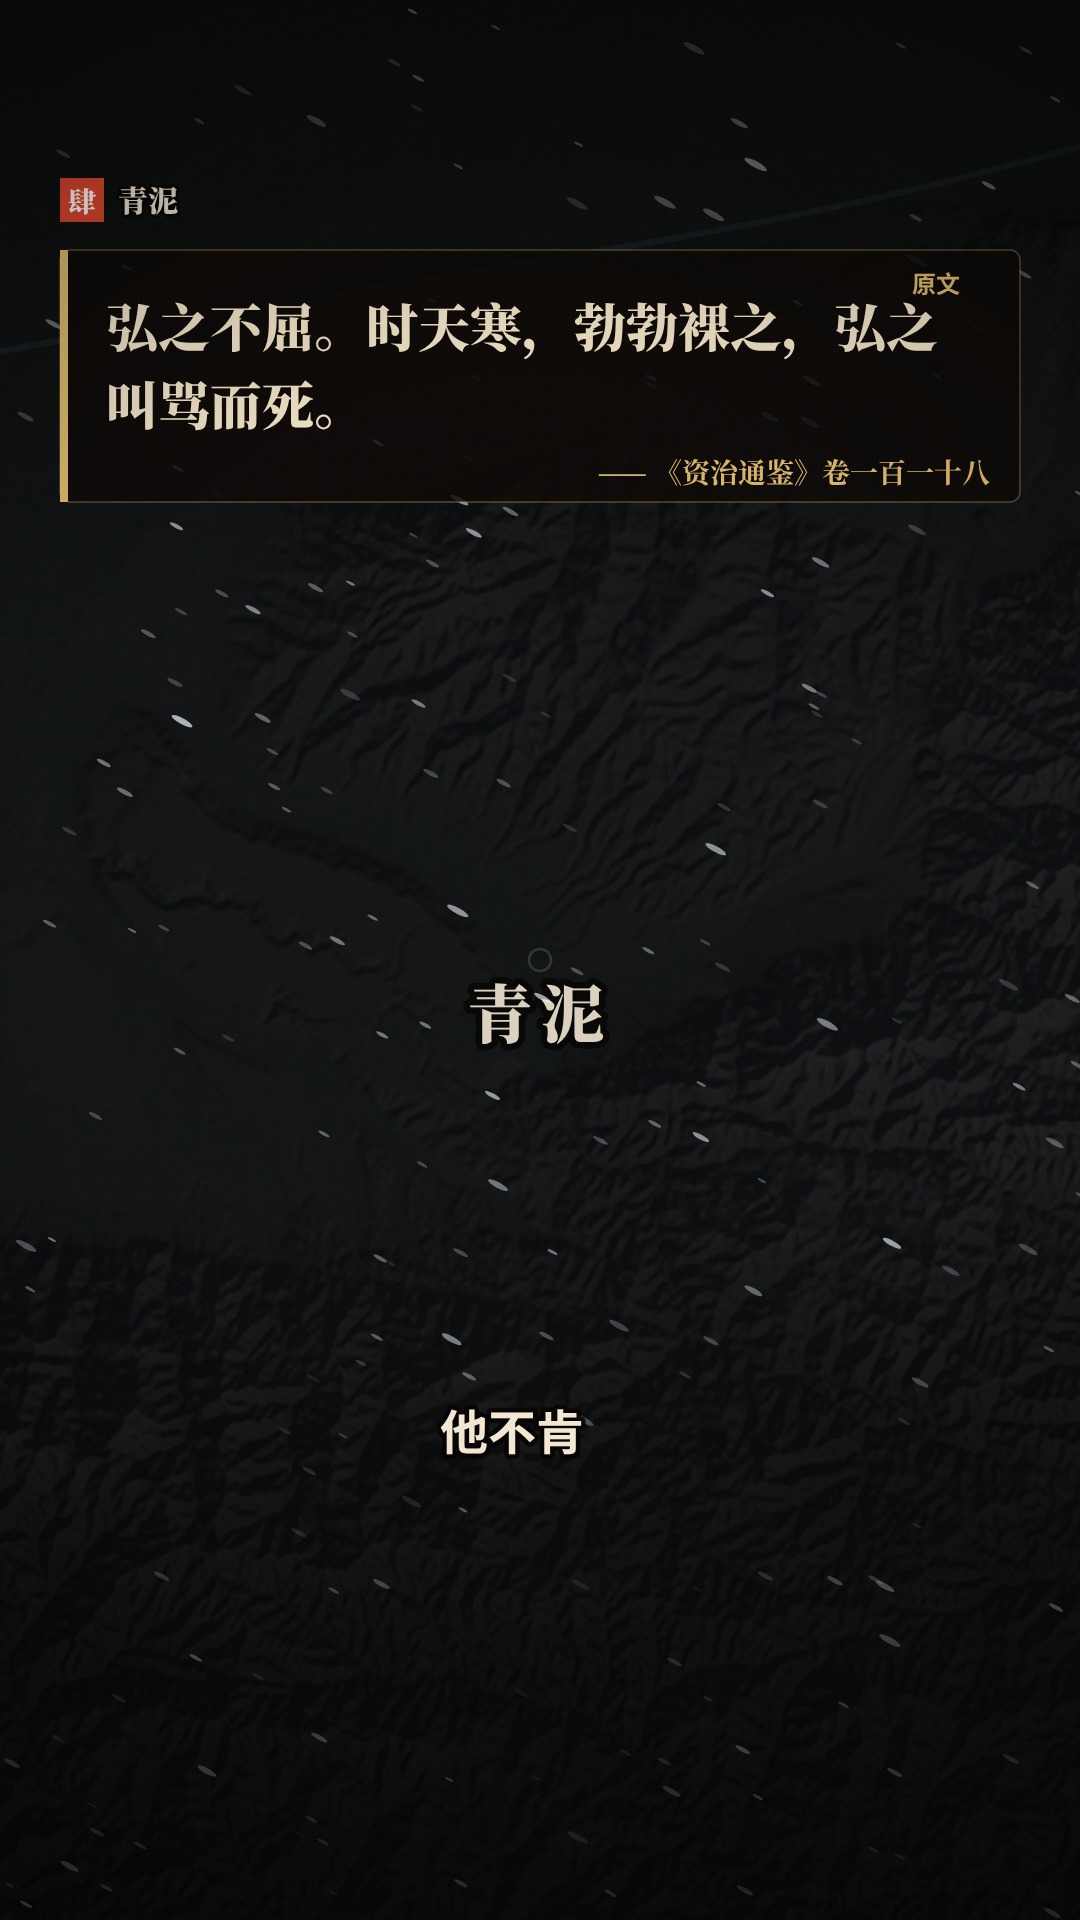 肆 青泥
原文
弘之不屈。时天寒，勃勃裸之，弘之
叫骂而死。
—— 《资治通鉴》卷一百一十八
青泥
他不肯